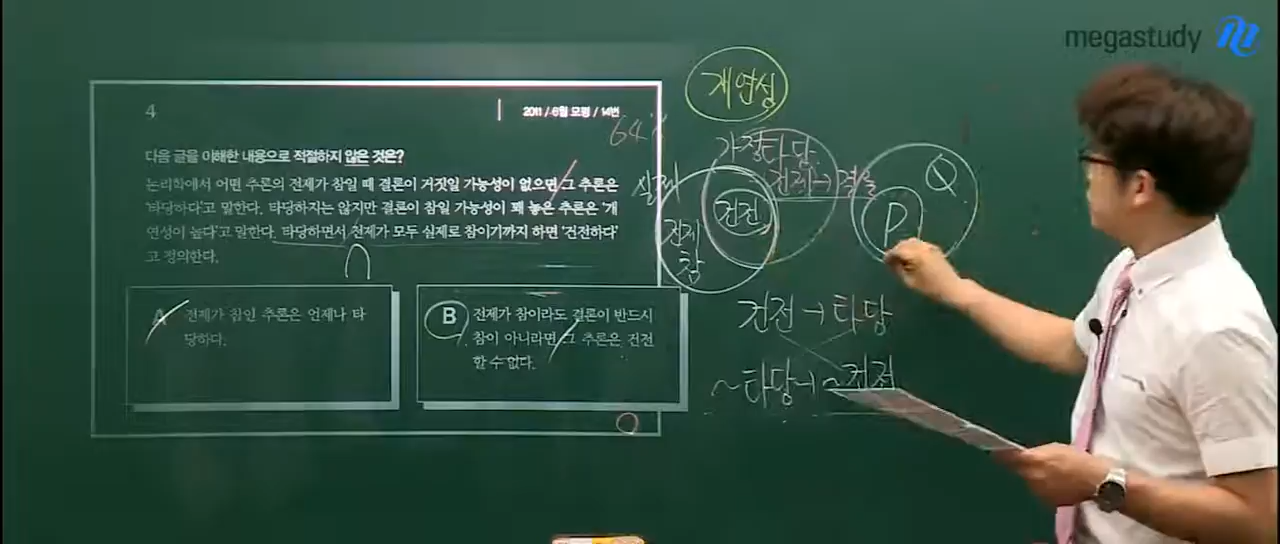 megastudy
4
2011 / 6월 모평 / 14번
다음 글을 이해한 내용으로 적절하지 않은 것은?
논리학에서 어떤 추론의 전제가 참일 때 결론이 거짓일 가능성이 없으면 그 추론은
'타당하다'고 말한다. 타당하지는 않지만 결론이 참일 가능성이 꽤 높은 추론은 '개
연성이 높다'고 말한다. 타당하면서 전제가 모두 실제로 참이기까지 하면 '건전하다'
고 정의한다.
A 전제가 참인 추론은 언제나 타
당하다.
B 전제가 참이라도 결론이 반드시
참이 아니라면 그 추론은 건전
할 수 없다.
개연성
가정타당
전제→결론
건전
전제
참
Q
P
건전→타당
~타당→~건전